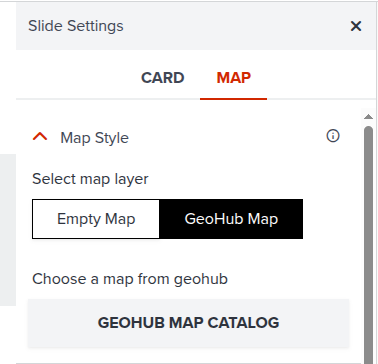 Slide Settings
CARD MAP
Map Style
Select map layer
Empty Map GeoHub Map
Choose a map from geohub
GEOHUB MAP CATALOG